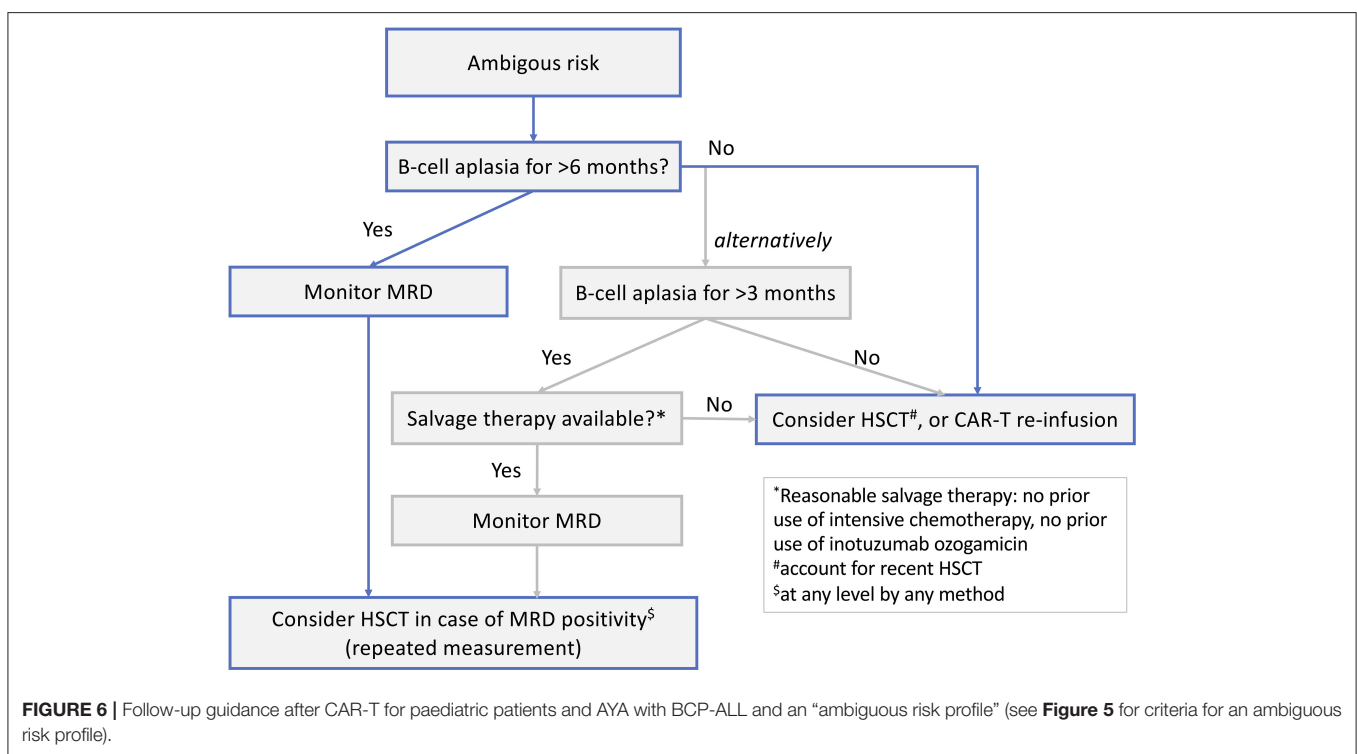 Ambigous risk
B-cell aplasia for >6 months?
No
Yes
alternatively
Monitor MRD
B-cell aplasia for >3 months
Yes
No
Salvage therapy available?*
No
Consider HSCT#, or CAR-T re-infusion
Yes
Monitor MRD
*Reasonable salvage therapy: no prior
use of intensive chemotherapy, no prior
use of inotuzumab ozogamicin
#account for recent HSCT
$at any level by any method
Consider HSCT in case of MRD positivity$
(repeated measurement)
FIGURE 6 | Follow-up guidance after CAR-T for paediatric patients and AYA with BCP-ALL and an “ambiguous risk profile” (see Figure 5 for criteria for an ambiguous
risk profile).